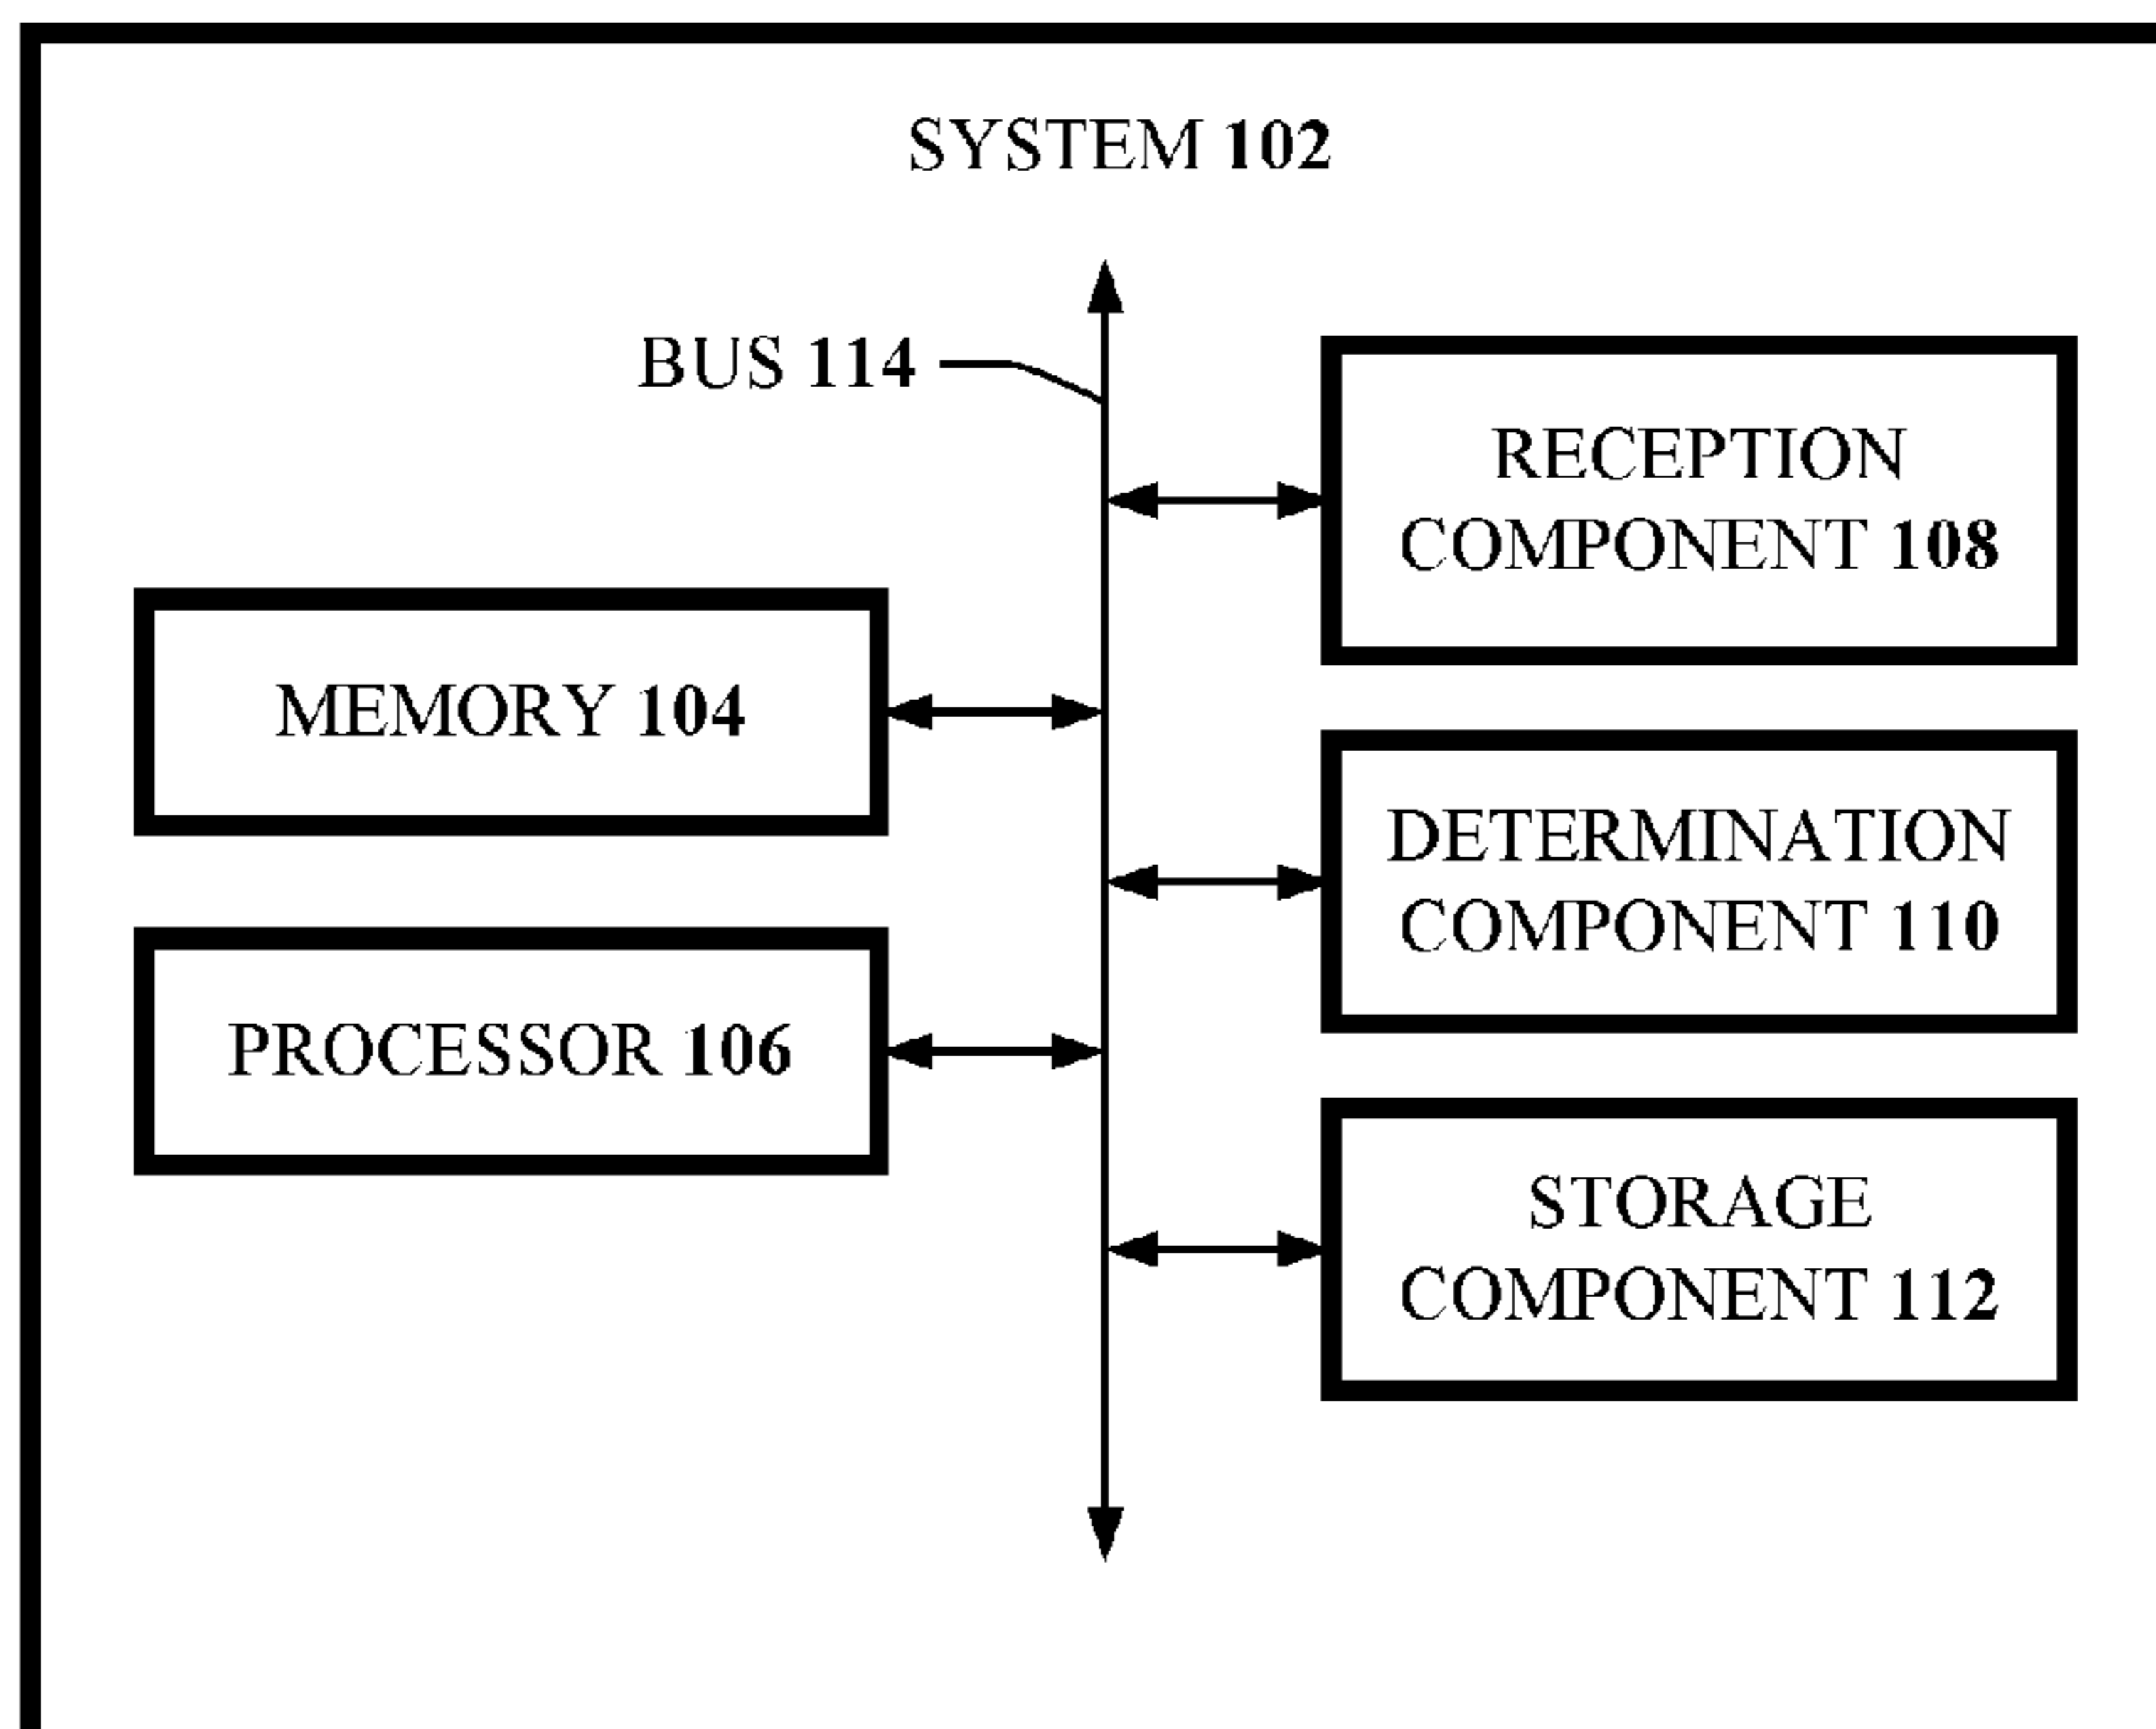 SYSTEM 102
BUS 114
RECEPTION
COMPONENT 108
MEMORY 104
DETERMINATION
COMPONENT 110
PROCESSOR 106
STORAGE
COMPONENT 112